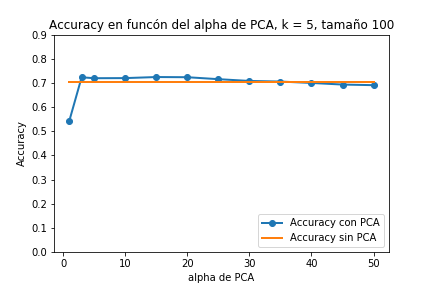 Accuracy en funcón del alpha de PCA, k = 5, tamaño 100
0.9
0.8
0.7
0.6
0.5
0.4
0.3
0.2
0.1
0.0
Accuracy
Accuracy con PCA
Accuracy sin PCA
0 10 20 30 40 50
alpha de PCA